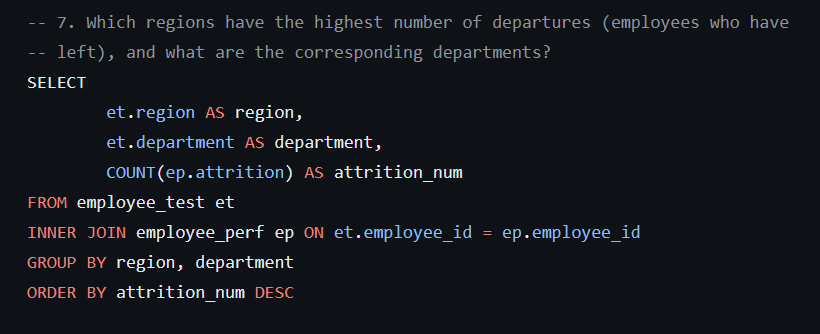 -- 7. Which regions have the highest number of departures (employees who have
-- left), and what are the corresponding departments?
SELECT
et.region AS region,
et.department AS department,
COUNT(ep.attrition) AS attrition_num
FROM employee_test et
INNER JOIN employee_perf ep ON et.employee_id = ep.employee_id
GROUP BY region, department
ORDER BY attrition_num DESC